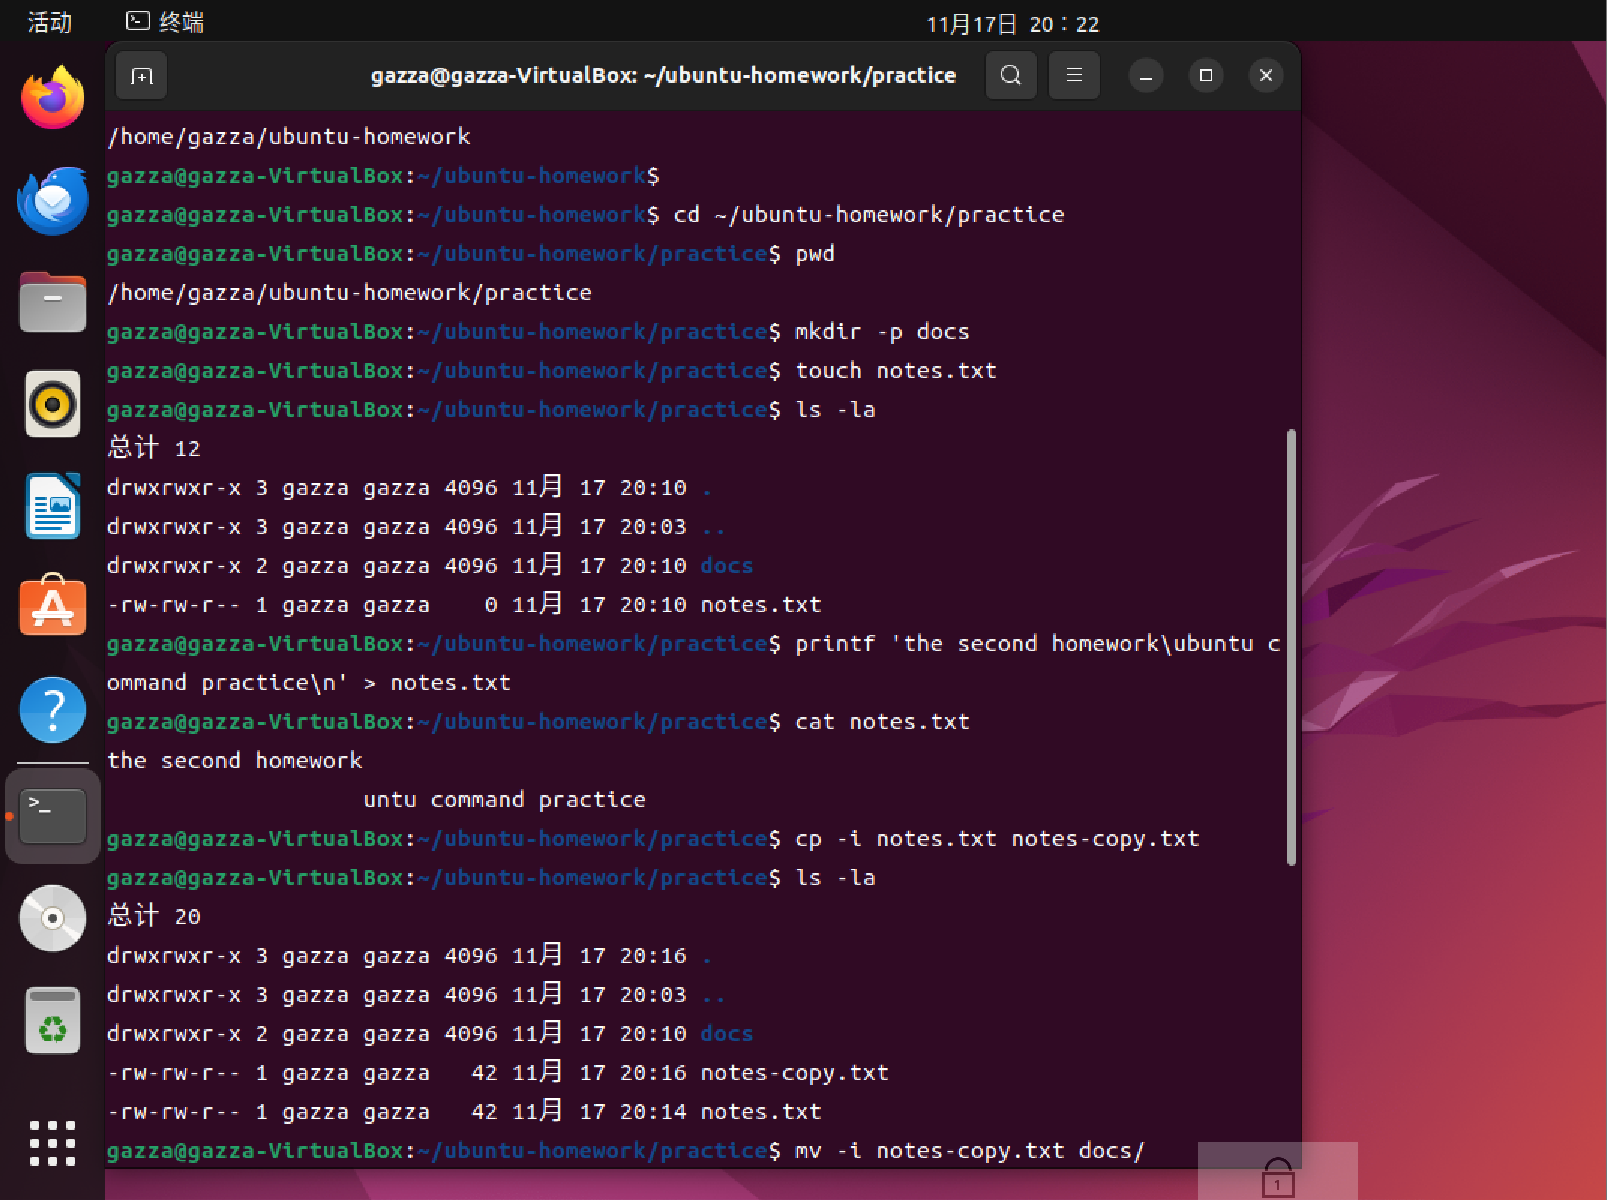 活动 终端 11月17日 20：22
gazza@gazza-VirtualBox: ~/ubuntu-homework/practice
/home/gazza/ubuntu-homework
gazza@gazza-VirtualBox:~/ubuntu-homework$
gazza@gazza-VirtualBox:~/ubuntu-homework$ cd ~/ubuntu-homework/practice
gazza@gazza-VirtualBox:~/ubuntu-homework/practice$ pwd
/home/gazza/ubuntu-homework/practice
gazza@gazza-VirtualBox:~/ubuntu-homework/practice$ mkdir -p docs
gazza@gazza-VirtualBox:~/ubuntu-homework/practice$ touch notes.txt
gazza@gazza-VirtualBox:~/ubuntu-homework/practice$ ls -la
总计 12
drwxrwxr-x 3 gazza gazza 4096 11月 17 20:10 .
drwxrwxr-x 3 gazza gazza 4096 11月 17 20:03 ..
drwxrwxr-x 2 gazza gazza 4096 11月 17 20:10 docs
-rw-rw-r-- 1 gazza gazza    0 11月 17 20:10 notes.txt
gazza@gazza-VirtualBox:~/ubuntu-homework/practice$ printf 'the second homework\ubuntu c
ommand practice\n' > notes.txt
gazza@gazza-VirtualBox:~/ubuntu-homework/practice$ cat notes.txt
the second homework
                   untu command practice
gazza@gazza-VirtualBox:~/ubuntu-homework/practice$ cp -i notes.txt notes-copy.txt
gazza@gazza-VirtualBox:~/ubuntu-homework/practice$ ls -la
总计 20
drwxrwxr-x 3 gazza gazza 4096 11月 17 20:16 .
drwxrwxr-x 3 gazza gazza 4096 11月 17 20:03 ..
drwxrwxr-x 2 gazza gazza 4096 11月 17 20:10 docs
-rw-rw-r-- 1 gazza gazza   42 11月 17 20:16 notes-copy.txt
-rw-rw-r-- 1 gazza gazza   42 11月 17 20:14 notes.txt
gazza@gazza-VirtualBox:~/ubuntu-homework/practice$ mv -i notes-copy.txt docs/
1